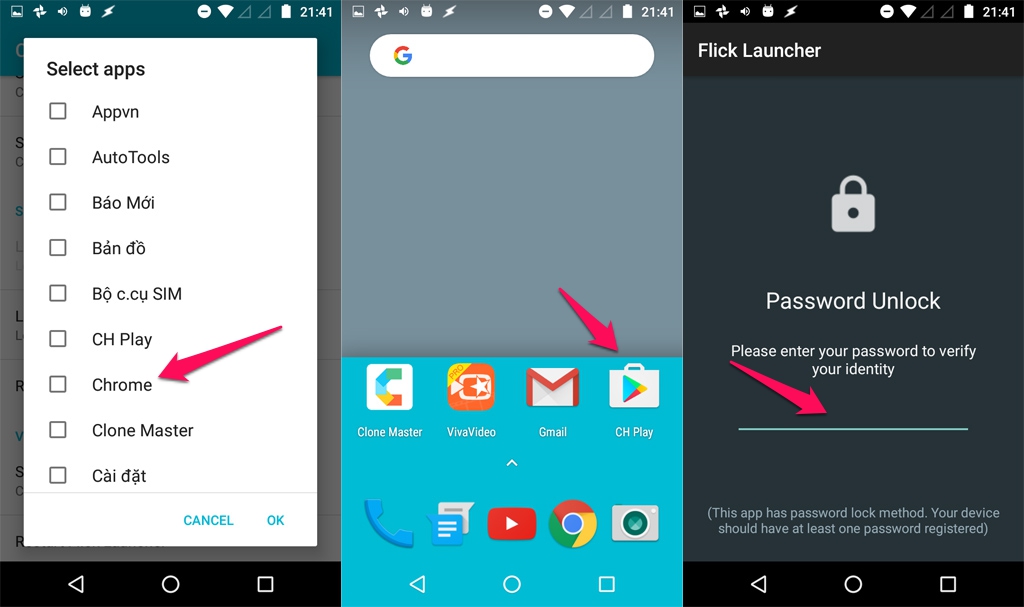 21:41
Select apps
Appvn
AutoTools
Báo Mới
Bản đồ
Bộ c.cụ SIM
CH Play
Chrome
Clone Master
Cài đặt
CANCEL OK
21:41
G
PRO
Clone Master VivaVideo Gmail CH Play
21:41
Flick Launcher
Password Unlock
Please enter your password to verify
your identity
(This app has password lock method. Your device
should have at least one password registered)